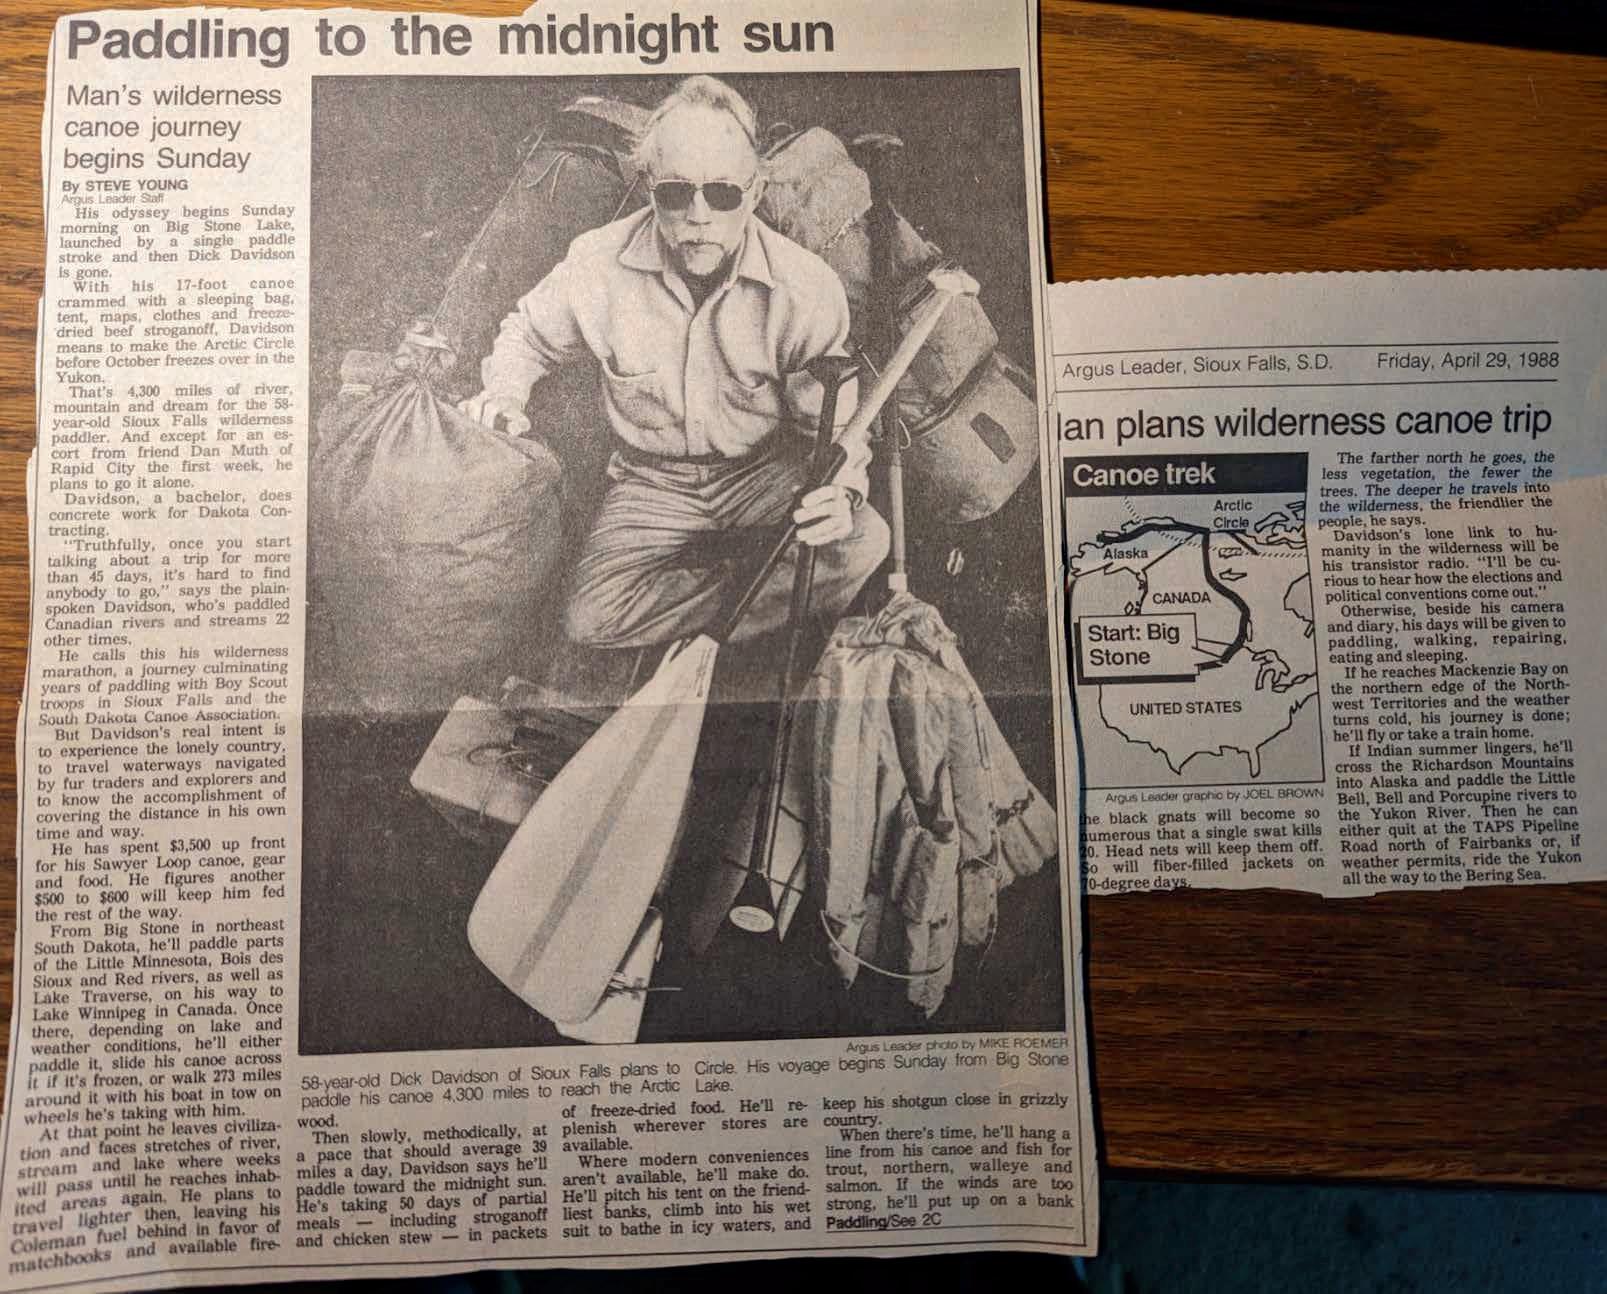 Paddling to the midnight sun
Man's wilderness
canoe journey
begins Sunday
By STEVE YOUNG
Argus Leader Staff
His odyssey begins Sunday
morning on Big Stone Lake,
launched by a single paddle
stroke and then Dick Davidson
is gone.
With his 17-foot canoe
crammed with a sleeping bag,
tent, maps, clothes and freeze-
dried beef stroganoff, Davidson
means to make the Arctic Circle
before October freezes over in the
Yukon.
That's 4,300 miles of river,
mountain and dream for the 58-
year-old Sioux Falls wilderness
paddler. And except for an es-
cort from friend Dan Muth of
Rapid City the first week, he
plans to go it alone.
Davidson, a bachelor, does
concrete work for Dakota Con-
tracting.
"Truthfully, once you start
talking about a trip for more
than 45 days, it's hard to find
anybody to go," says the plain-
spoken Davidson, who's paddled
Canadian rivers and streams 22
other times.
He calls this his wilderness
marathon, a journey culminating
years of paddling with Boy Scout
troops in Sioux Falls and the
South Dakota Canoe Association.
But Davidson's real intent is
to experience the lonely country,
to travel waterways navigated
by fur traders and explorers and
to know the accomplishment of
covering the distance in his own
time and way.
He has spent $3,500 up front
for his Sawyer Loop canoe, gear
and food. He figures another
$500 to $600 will keep him fed
the rest of the way.
From Big Stone in northeast
South Dakota, he'll paddle parts
of the Little Minnesota, Bois des
Sioux and Red rivers, as well as
Lake Traverse, on his way to
Lake Winnipeg in Canada. Once
there, depending on lake and
weather conditions, he'll either
paddle it, slide his canoe across
it if it's frozen, or walk 273 miles
around it with his boat in tow on
wheels he's taking with him.
At that point he leaves civiliza-
tion and faces stretches of river,
stream and lake where weeks
will pass until he reaches inhab-
ited areas again. He plans to
travel lighter then, leaving his
Coleman fuel behind in favor of
matchbooks and available fire-
Argus Leader photo by MIKE ROEMER
58-year-old Dick Davidson of Sioux Falls plans to
paddle his canoe 4,300 miles to reach the Arctic
Circle. His voyage begins Sunday from Big Stone
Lake.
wood.
Then slowly, methodically, at
a pace that should average 39
miles a day, Davidson says he'll
paddle toward the midnight sun.
He's taking 50 days of partial
meals — including stroganoff
and chicken stew — in packets
of freeze-dried food. He'll re-
plenish wherever stores are
available.
Where modern conveniences
aren't available, he'll make do.
He'll pitch his tent on the friend-
liest banks, climb into his wet
suit to bathe in icy waters, and
keep his shotgun close in grizzly
country.
When there's time, he'll hang a
line from his canoe and fish for
trout, northern, walleye and
salmon. If the winds are too
strong, he'll put up on a bank
Paddling/See 2C
Argus Leader, Sioux Falls, S.D. Friday, April 29, 1988
an plans wilderness canoe trip
Canoe trek
Arctic
Circle
Alaska
CANADA
Start: Big
Stone
UNITED STATES
Argus Leader graphic by JOEL BROWN
the black gnats will become so
numerous that a single swat kills
20. Head nets will keep them off.
So will fiber-filled jackets on
70-degree days.
The farther north he goes, the
less vegetation, the fewer the
trees. The deeper he travels into
the wilderness, the friendlier the
people, he says.
Davidson's lone link to hu-
manity in the wilderness will be
his transistor radio. "I'll be cu-
rious to hear how the elections and
political conventions come out."
Otherwise, beside his camera
and diary, his days will be given to
paddling, walking, repairing,
eating and sleeping.
If he reaches Mackenzie Bay on
the northern edge of the North-
west Territories and the weather
turns cold, his journey is done;
he'll fly or take a train home.
If Indian summer lingers, he'll
cross the Richardson Mountains
into Alaska and paddle the Little
Bell, Bell and Porcupine rivers to
the Yukon River. Then he can
either quit at the TAPS Pipeline
Road north of Fairbanks or, if
weather permits, ride the Yukon
all the way to the Bering Sea.